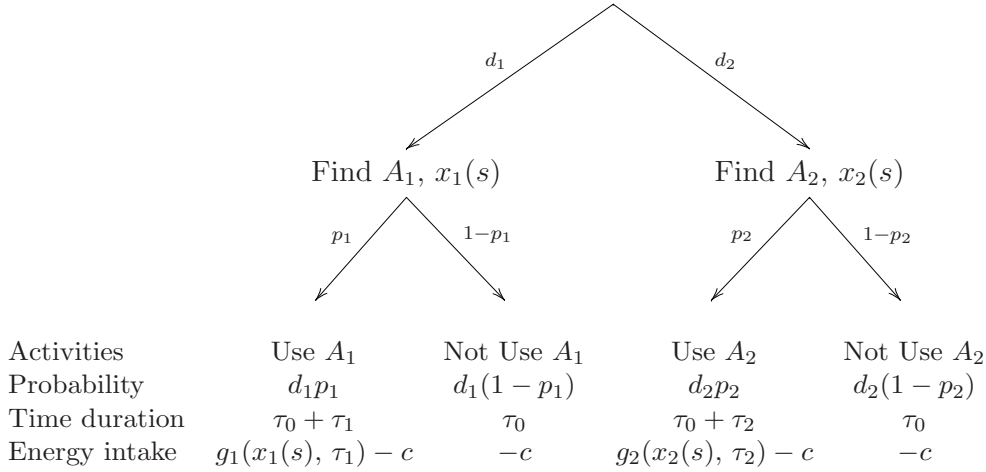 d₁ d₂
Find A₁, x₁(s) Find A₂, x₂(s)
p₁ 1−p₁ p₂ 1−p₂
Activities Use A₁ Not Use A₁ Use A₂ Not Use A₂
Probability d₁p₁ d₁(1 − p₁) d₂p₂ d₂(1 − p₂)
Time duration τ₀ + τ₁ τ₀ τ₀ + τ₂ τ₀
Energy intake g₁(x₁(s), τ₁) − c −c g₂(x₂(s), τ₂) − c −c